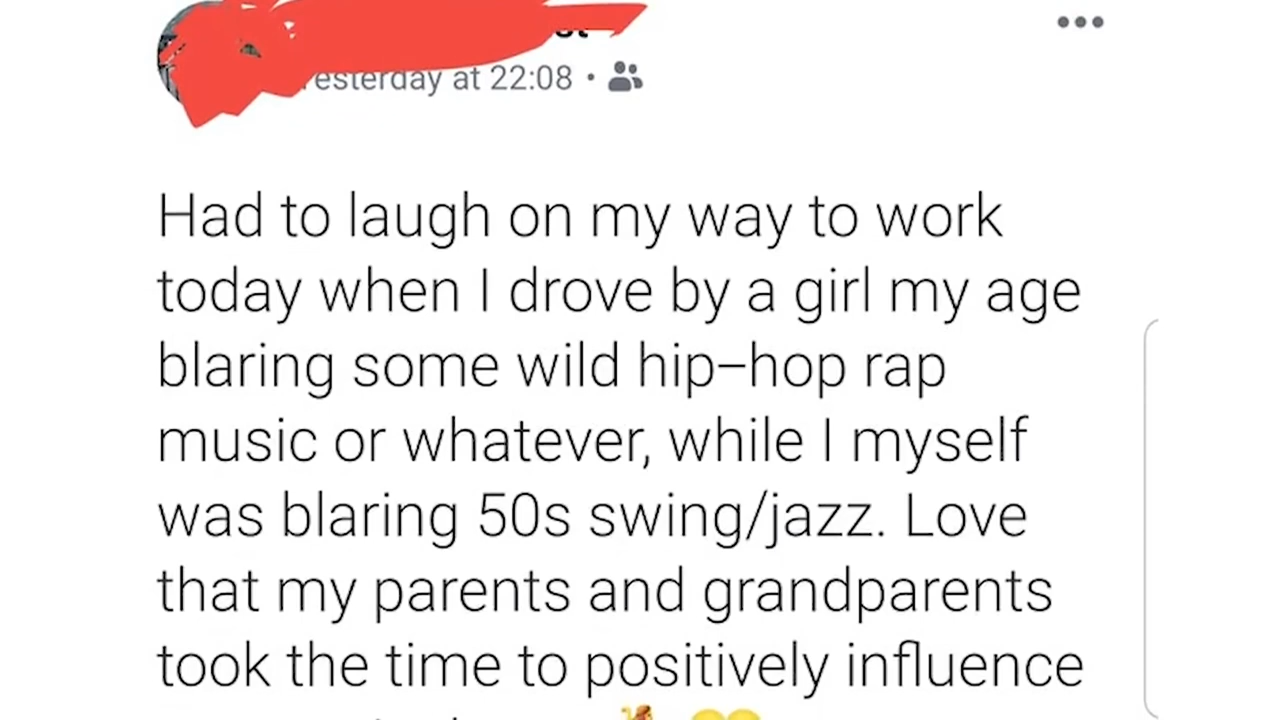 esterday at 22:08
Had to laugh on my way to work
today when I drove by a girl my age
blaring some wild hip–hop rap
music or whatever, while I myself
was blaring 50s swing/jazz. Love
that my parents and grandparents
took the time to positively influence